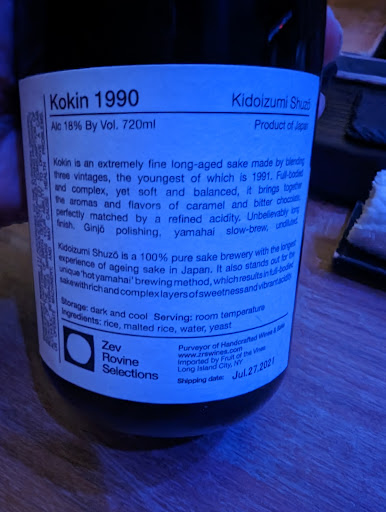 Kokin 1990 Kidoizumi Shuzō
Alc 18% By Vol. 720ml Product of Japan
Kokin is an extremely fine long-aged sake made by blending
three vintages, the youngest of which is 1991. Full-bodied
and complex, yet soft and balanced, it brings together
the aromas and flavors of caramel and bitter chocolate,
perfectly matched by a refined acidity. Unbelievably long
finish. Ginjō polishing, yamahai slow-brew, undiluted.
Kidoizumi Shuzō is a 100% pure sake brewery with the longest
experience of ageing sake in Japan. It also stands out for the
unique 'hot yamahai' brewing method, which results in full-bodied
sake with rich and complex layers of sweetness and vibrant acidity.
Storage: dark and cool Serving: room temperature
Ingredients: rice, malted rice, water, yeast
Zev
Rovine
Selections
Purveyor of Handcrafted Wines & Sake
www.zrswines.com
Imported by Fruit of the Vines
Long Island City, NY
Shipping date: Jul.27.2021